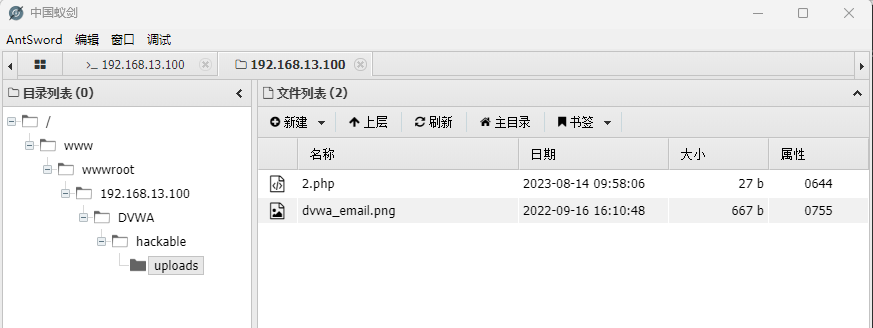 中国蚁剑
AntSword 编辑 窗口 调试
>_ 192.168.13.100 192.168.13.100
目录列表 (0) 文件列表 (2)
新建 上层 刷新 主目录 书签
名称 日期 大小 属性
/
www
wwwroot
192.168.13.100
DVWA
hackable
uploads
2.php 2023-08-14 09:58:06 27 b 0644
dvwa_email.png 2022-09-16 16:10:48 667 b 0755